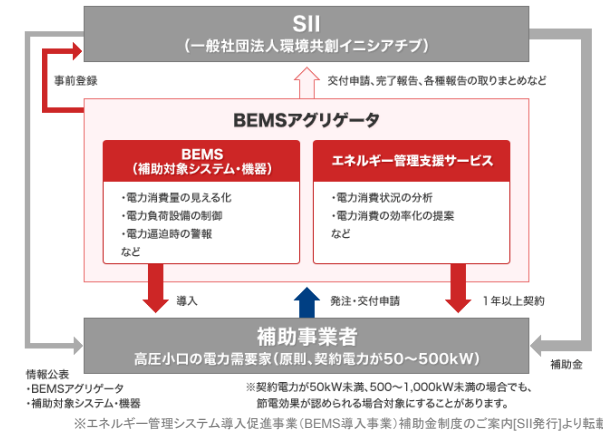 SII
（一般社団法人環境共創イニシアチブ）
事前登録
交付申請、完了報告、各種報告の取りまとめなど
BEMSアグリゲータ
BEMS
（補助対象システム・機器）
・電力消費量の見える化
・電力負荷設備の制御
・電力逼迫時の警報
など
エネルギー管理支援サービス
・電力消費状況の分析
・電力消費の効率化の提案
など
導入
発注・交付申請
1年以上契約
補助事業者
高圧小口の電力需要家（原則、契約電力が50〜500kW）
補助金
情報公表
・BEMSアグリゲータ
・補助対象システム・機器
※契約電力が50kW未満、500〜1,000kW未満の場合でも、
節電効果が認められる場合対象にすることがあります。
※エネルギー管理システム導入促進事業（BEMS導入事業）補助金制度のご案内[SII発行]より転載